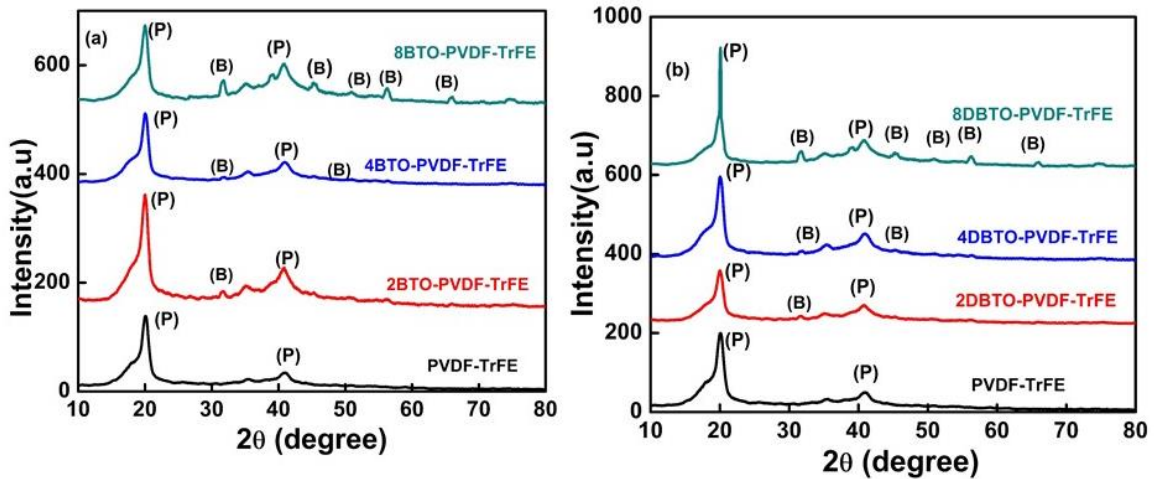 (a)
(P)
8BTO-PVDF-TrFE
(B)
(P)
(B)
(B)
(B)
(B)
(P)
4BTO-PVDF-TrFE
(B)
(P)
(B)
(P)
2BTO-PVDF-TrFE
(B)
(P)
(P)
PVDF-TrFE
(P)
Intensity(a.u)
600
400
200
0
10 20 30 40 50 60 70 80
2θ (degree)
(b)
(P)
8DBTO-PVDF-TrFE
(B)
(P)
(B)
(B)
(B)
(B)
(P)
4DBTO-PVDF-TrFE
(B)
(P)
(B)
(P)
2DBTO-PVDF-TrFE
(B)
(P)
(P)
PVDF-TrFE
(P)
Intensity(a.u)
1000
800
600
400
200
0
10 20 30 40 50 60 70 80
2θ (degree)